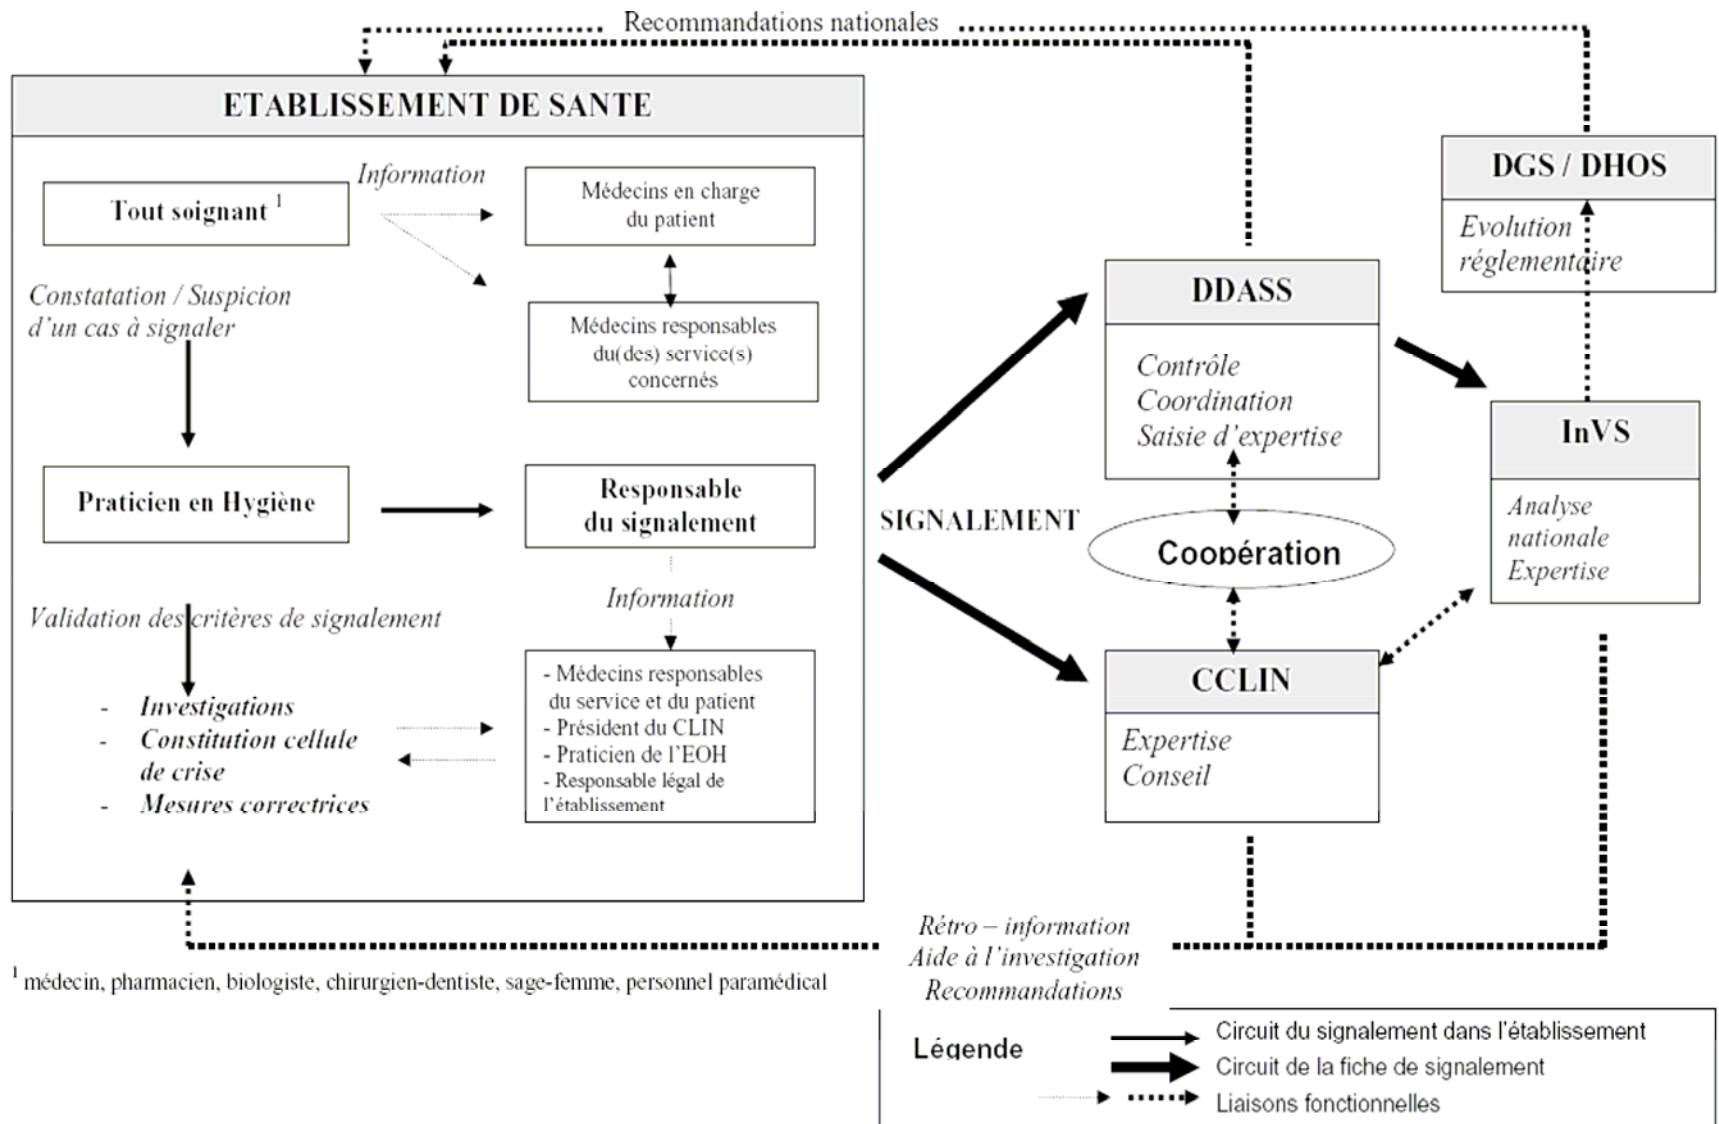 Recommandations nationales
ETABLISSEMENT DE SANTE
Tout soignant 1
Information
Médecins en charge
du patient
Constatation / Suspicion
d'un cas à signaler
Médecins responsables
du(des) service(s)
concernés
Praticien en Hygiène
Responsable
du signalement
Information
Validation des critères de signalement
- Investigations
- Constitution cellule
de crise
- Mesures correctrices
- Médecins responsables
du service et du patient
- Président du CLIN
- Praticien de l'EOH
- Responsable légal de
l'établissement
SIGNALEMENT
DDASS
Contrôle
Coordination
Saisie d'expertise
Coopération
CCLIN
Expertise
Conseil
DGS / DHOS
Evolution
réglementaire
InVS
Analyse
nationale
Expertise
Rétro – information
Aide à l'investigation
Recommandations
1 médecin, pharmacien, biologiste, chirurgien-dentiste, sage-femme, personnel paramédical
Légende
Circuit du signalement dans l'établissement
Circuit de la fiche de signalement
Liaisons fonctionnelles